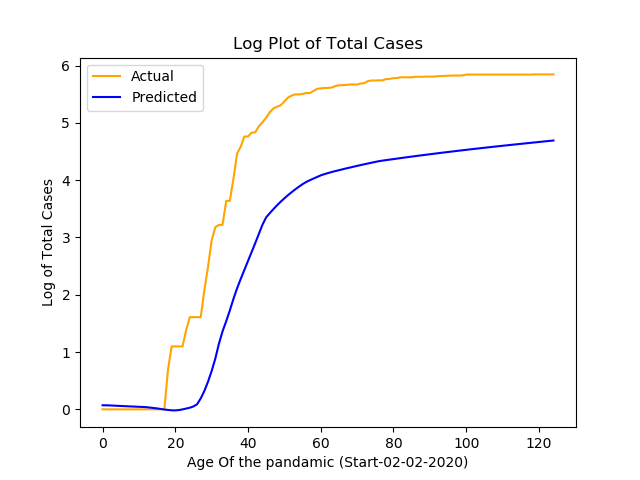 Log Plot of Total Cases
Actual
Predicted
Log of Total Cases
6
5
4
3
2
1
0
0 20 40 60 80 100 120
Age Of the pandamic (Start-02-02-2020)